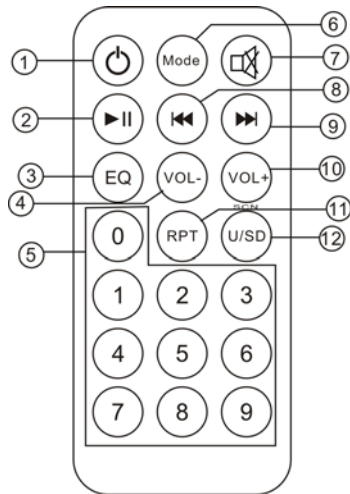 ⑥
① Mode ⑦
⑧
②
⑨
③ EQ VOL- VOL+ ⑩
④
SCN ⑪
⑤ 0 RPT U/SD ⑫
1 2 3
4 5 6
7 8 9